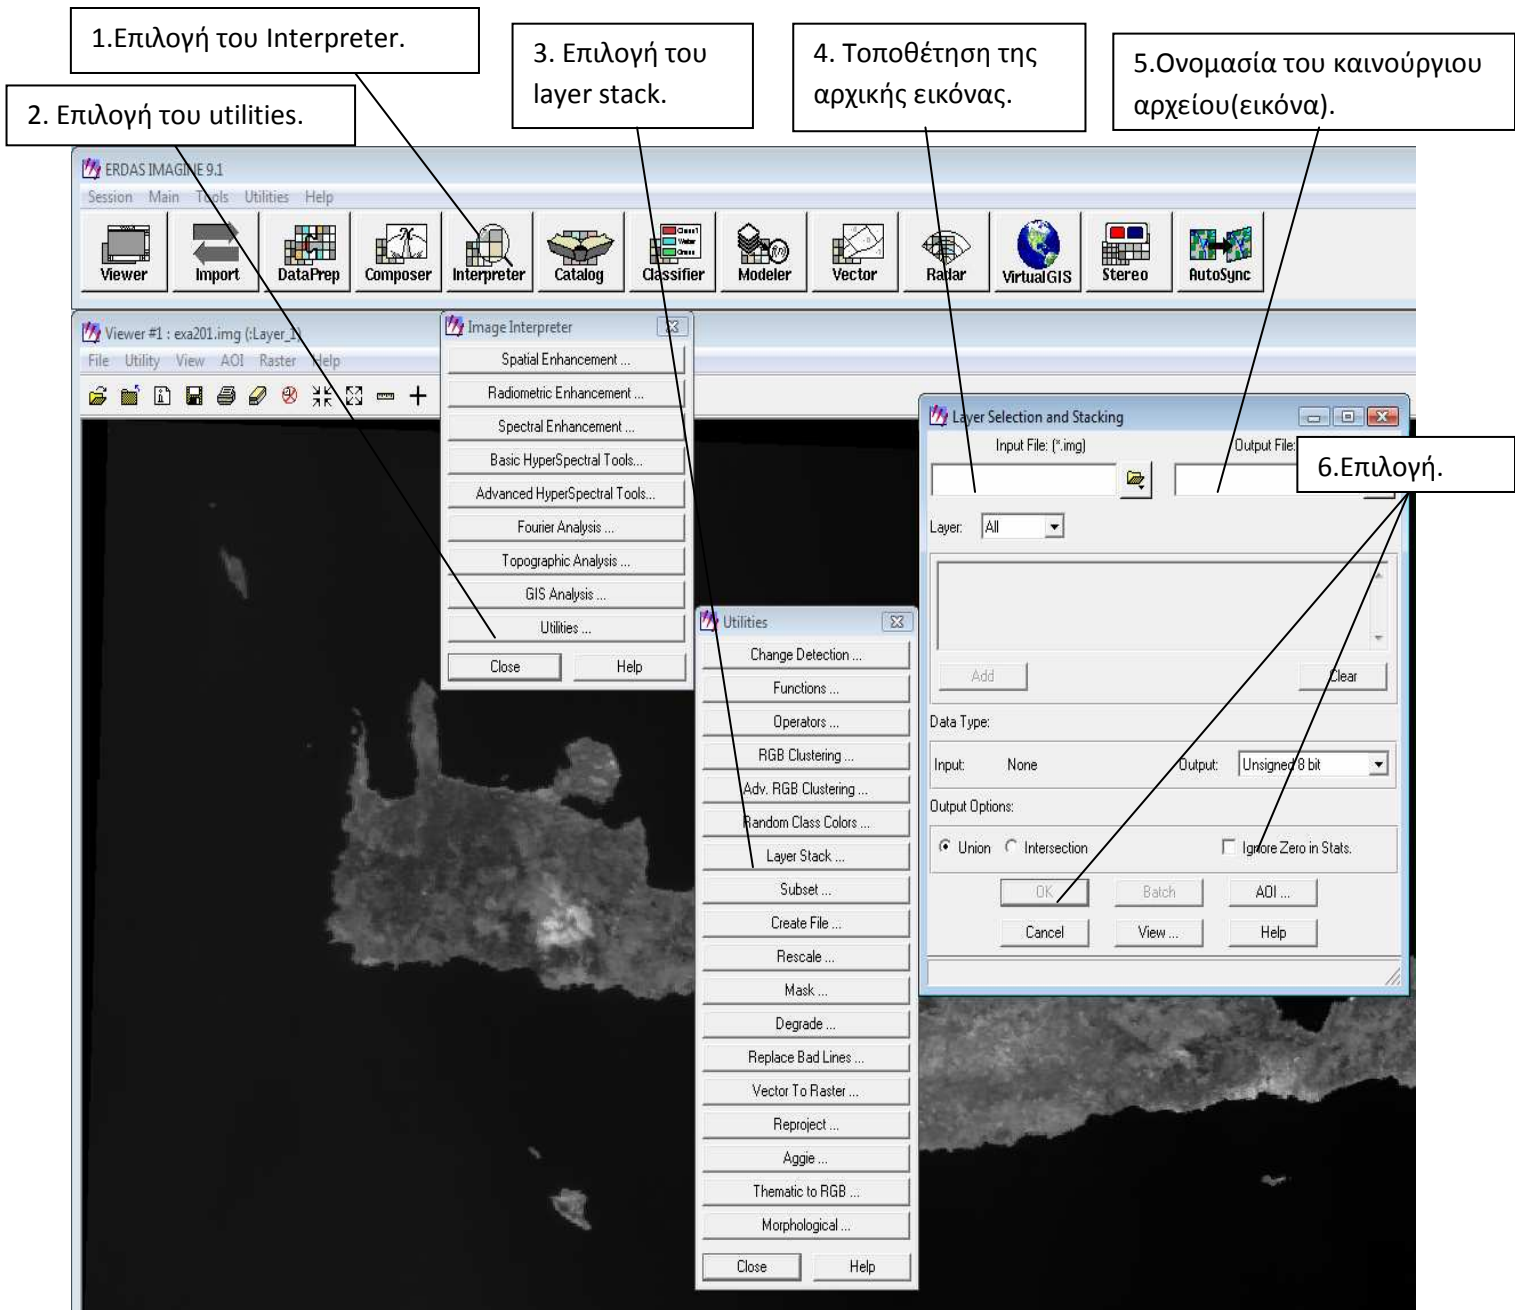 1.Επιλογή του Interpreter.
2. Επιλογή του utilities.
3. Επιλογή του
layer stack.
4. Τοποθέτηση της
αρχικής εικόνας.
5.Ονομασία του καινούργιου
αρχείου(εικόνα).
ERDAS IMAGINE 9.1
Session Main Tools Utilities Help
Viewer Import DataPrep Composer Interpreter Catalog Classifier Modeler Vector Radar VirtualGIS Stereo AutoSync
Viewer #1 : exa201.img (:Layer_1)
File Utility View AOI Raster Help
Image Interpreter
Spatial Enhancement ...
Radiometric Enhancement ...
Spectral Enhancement ...
Basic HyperSpectral Tools...
Advanced HyperSpectral Tools...
Fourier Analysis ...
Topographic Analysis ...
GIS Analysis ...
Utilities ...
Close Help
Utilities
Change Detection ...
Functions ...
Operators ...
RGB Clustering ...
Adv. RGB Clustering ...
Random Class Colors ...
Layer Stack ...
Subset ...
Create File ...
Rescale ...
Mask ...
Degrade ...
Replace Bad Lines ...
Vector To Raster ...
Reproject ...
Aggie ...
Thematic to RGB ...
Morphological ...
Close Help
Layer Selection and Stacking
Input File: (*.img) Output File:
6.Επιλογή.
Layer: All
Add Clear
Data Type:
Input: None Output: Unsigned 8 bit
Output Options:
Union Intersection Ignore Zero in Stats.
OK Batch AOI ...
Cancel View ... Help